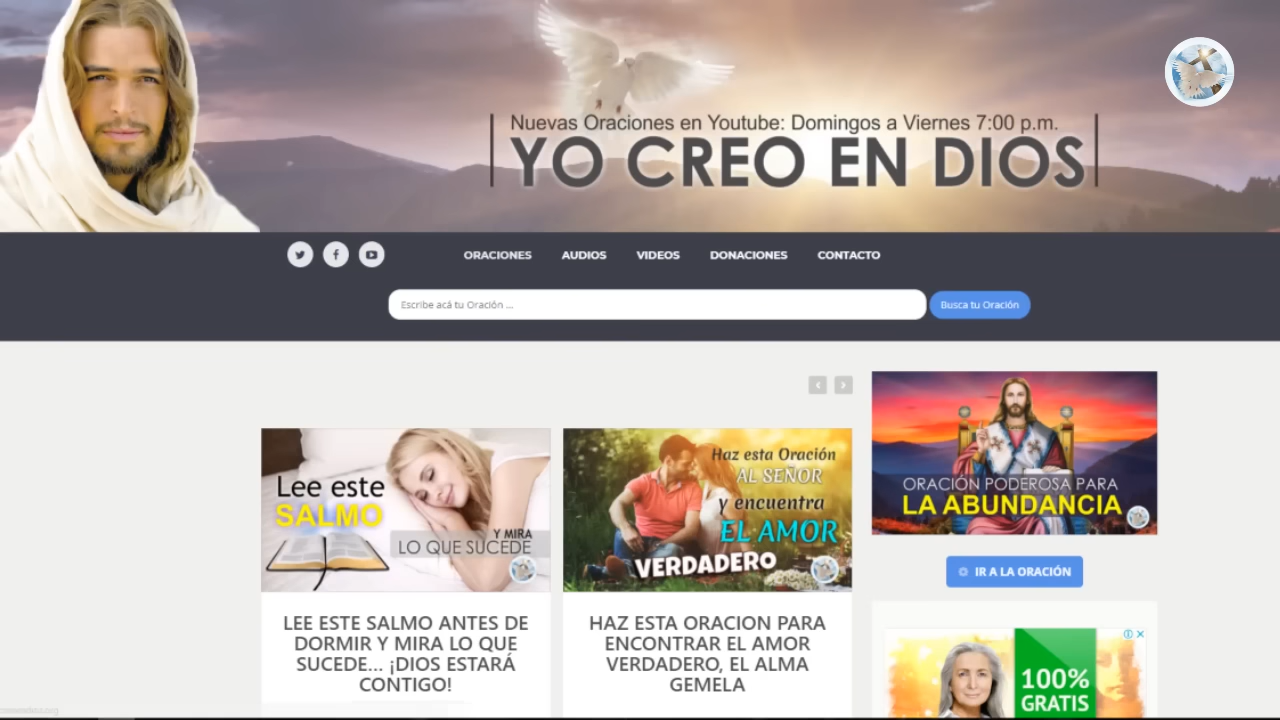 Nuevas Oraciones en Youtube: Domingos a Viernes 7:00 p.m.
YO CREO EN DIOS
ORACIONES
AUDIOS
VIDEOS
DONACIONES
CONTACTO
Escribe acá tu Oración ...
Busca tu Oración
Lee este
SALMO
Y MIRA
LO QUE SUCEDE
LEE ESTE SALMO ANTES DE
DORMIR Y MIRA LO QUE
SUCEDE... ¡DIOS ESTARÁ
CONTIGO!
Haz esta Oración
AL SEÑOR
y encuentra
EL AMOR
VERDADERO
HAZ ESTA ORACION PARA
ENCONTRAR EL AMOR
VERDADERO, EL ALMA
GEMELA
ORACIÓN PODEROSA PARA
LA ABUNDANCIA
IR A LA ORACIÓN
100%
GRATIS